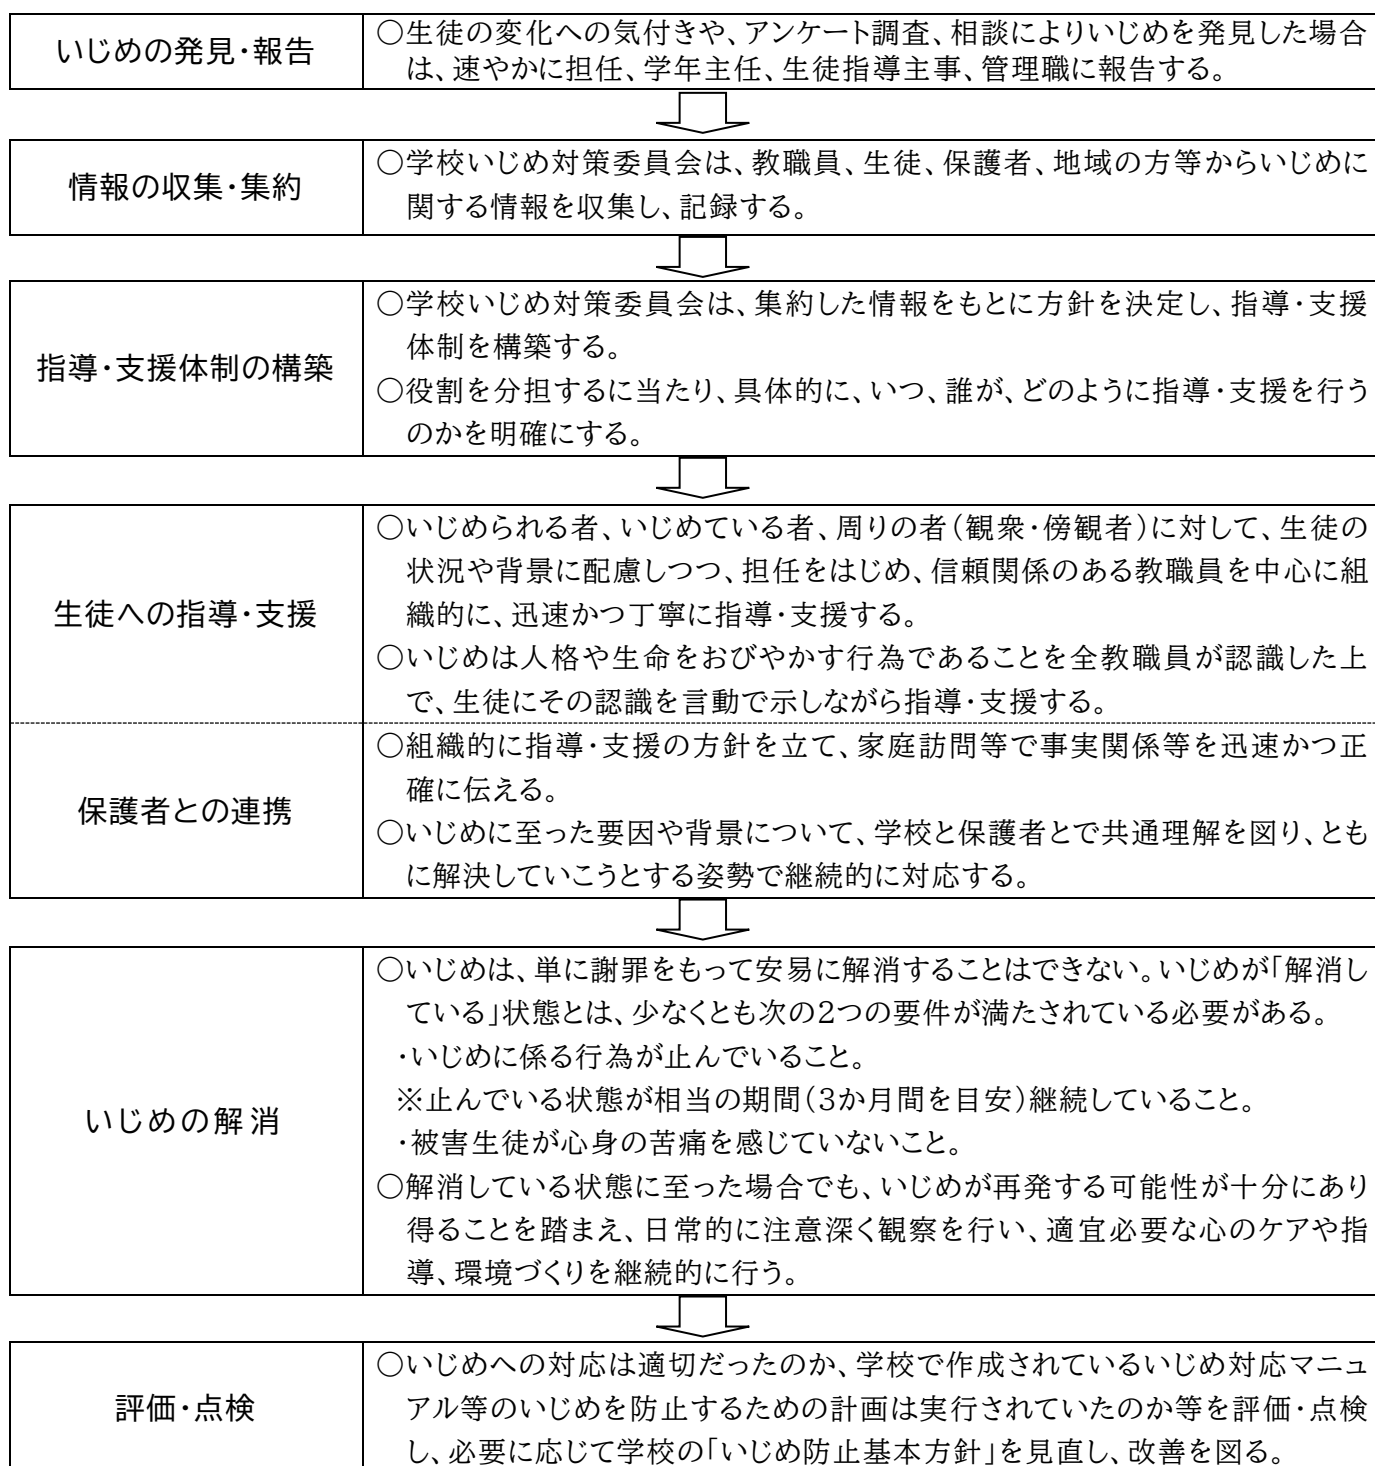 いじめの発見・報告
○生徒の変化への気付きや、アンケート調査、相談によりいじめを発見した場合
は、速やかに担任、学年主任、生徒指導主事、管理職に報告する。
情報の収集・集約
○学校いじめ対策委員会は、教職員、生徒、保護者、地域の方等からいじめに
関する情報を収集し、記録する。
指導・支援体制の構築
○学校いじめ対策委員会は、集約した情報をもとに方針を決定し、指導・支援
体制を構築する。
○役割を分担するに当たり、具体的に、いつ、誰が、どのように指導・支援を行う
のかを明確にする。
生徒への指導・支援
○いじめられる者、いじめている者、周りの者(観衆・傍観者)に対して、生徒の
状況や背景に配慮しつつ、担任をはじめ、信頼関係のある教職員を中心に組
織的に、迅速かつ丁寧に指導・支援する。
○いじめは人格や生命をおびやかす行為であることを全教職員が認識した上
で、生徒にその認識を言動で示しながら指導・支援する。
保護者との連携
○組織的に指導・支援の方針を立て、家庭訪問等で事実関係等を迅速かつ正
確に伝える。
○いじめに至った要因や背景について、学校と保護者とで共通理解を図り、とも
に解決していこうとする姿勢で継続的に対応する。
いじめの解消
○いじめは、単に謝罪をもって安易に解消することはできない。いじめが「解消し
ている」状態とは、少なくとも次の2つの要件が満たされている必要がある。
・いじめに係る行為が止んでいること。
※止んでいる状態が相当の期間(3か月間を目安)継続していること。
・被害生徒が心身の苦痛を感じていないこと。
○解消している状態に至った場合でも、いじめが再発する可能性が十分にあり
得ることを踏まえ、日常的に注意深く観察を行い、適宜必要な心のケアや指
導、環境づくりを継続的に行う。
評価・点検
○いじめへの対応は適切だったのか、学校で作成されているいじめ対応マニュ
アル等のいじめを防止するための計画は実行されていたのか等を評価・点検
し、必要に応じて学校の「いじめ防止基本方針」を見直し、改善を図る。